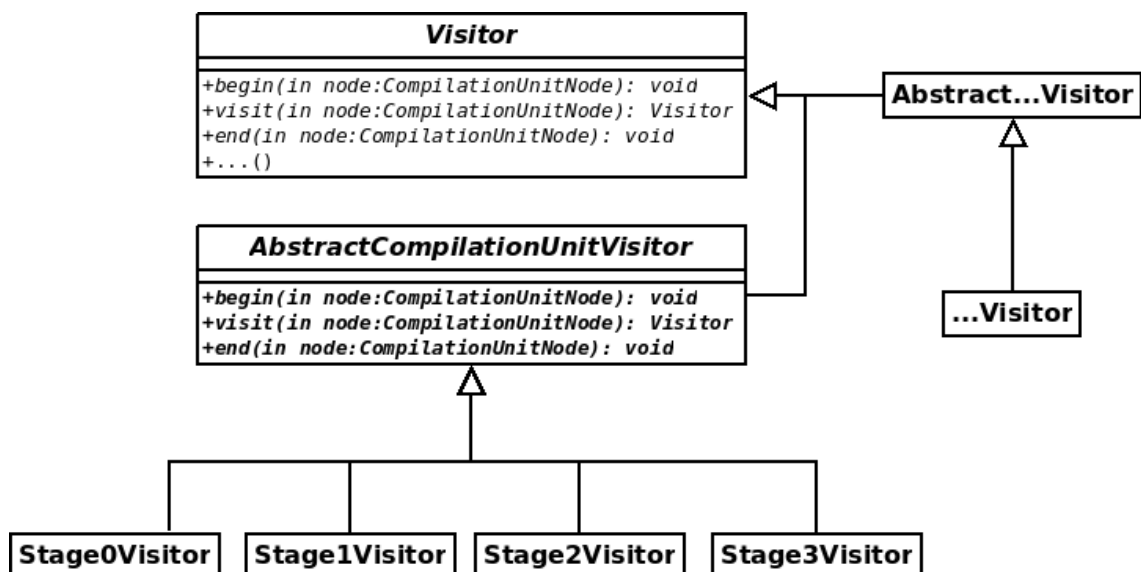 Visitor
+begin(in node:CompilationUnitNode): void
+visit(in node:CompilationUnitNode): Visitor
+end(in node:CompilationUnitNode): void
+...()
Abstract...Visitor
AbstractCompilationUnitVisitor
+begin(in node:CompilationUnitNode): void
+visit(in node:CompilationUnitNode): Visitor
+end(in node:CompilationUnitNode): void
...Visitor
Stage0Visitor
Stage1Visitor
Stage2Visitor
Stage3Visitor